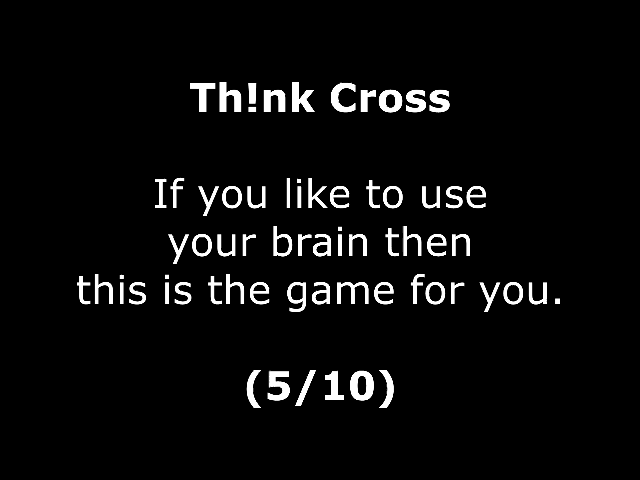 Th!nk Cross
If you like to use
your brain then
this is the game for you.
(5/10)